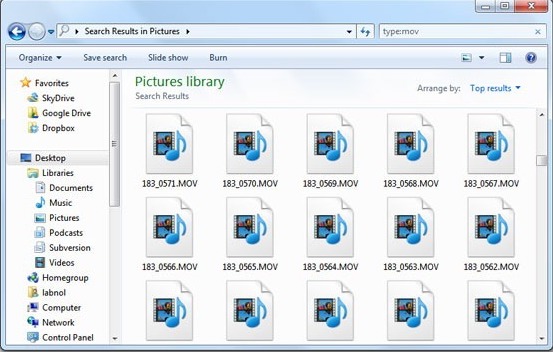 Search Results in Pictures
type:mov
Organize Save search Slide show Burn
Favorites
SkyDrive
Google Drive
Dropbox
Desktop
Libraries
Documents
Music
Pictures
Podcasts
Subversion
Videos
Homegroup
labnol
Computer
Network
Control Panel
Pictures library
Search Results
Arrange by: Top results
183_0571.MOV 183_0570.MOV 183_0569.MOV 183_0568.MOV 183_0567.MOV
183_0566.MOV 183_0565.MOV 183_0564.MOV 183_0563.MOV 183_0562.MOV